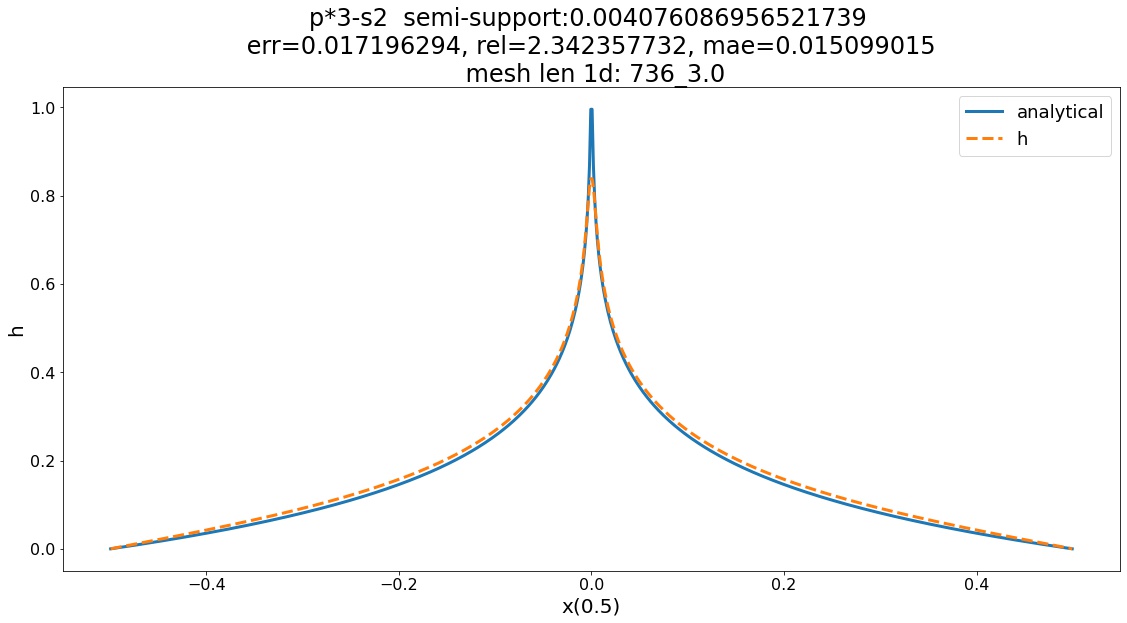 p*3-s2  semi-support:0.004076086956521739
err=0.017196294, rel=2.342357732, mae=0.015099015
mesh len 1d: 736_3.0
analytical
h
1.0
0.8
0.6
0.4
0.2
0.0
h
−0.4
−0.2
0.0
0.2
0.4
x(0.5)